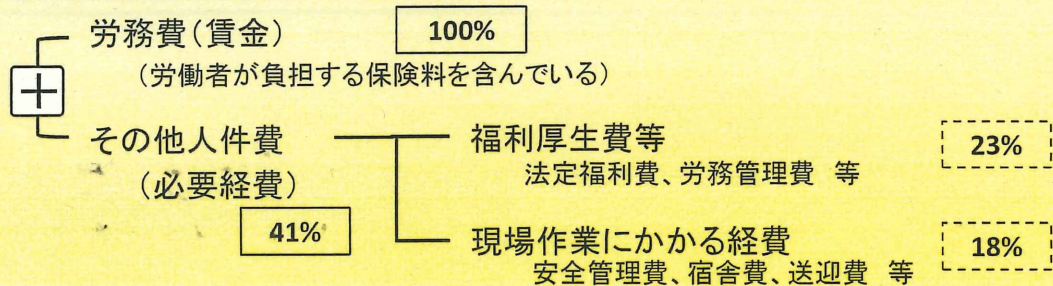 労務費(賃金) 100%
(労働者が負担する保険料を含んでいる)
+
その他人件費
(必要経費)
41%
福利厚生費等 23%
法定福利費、労務管理費 等
現場作業にかかる経費 18%
安全管理費、宿舎費、送迎費 等